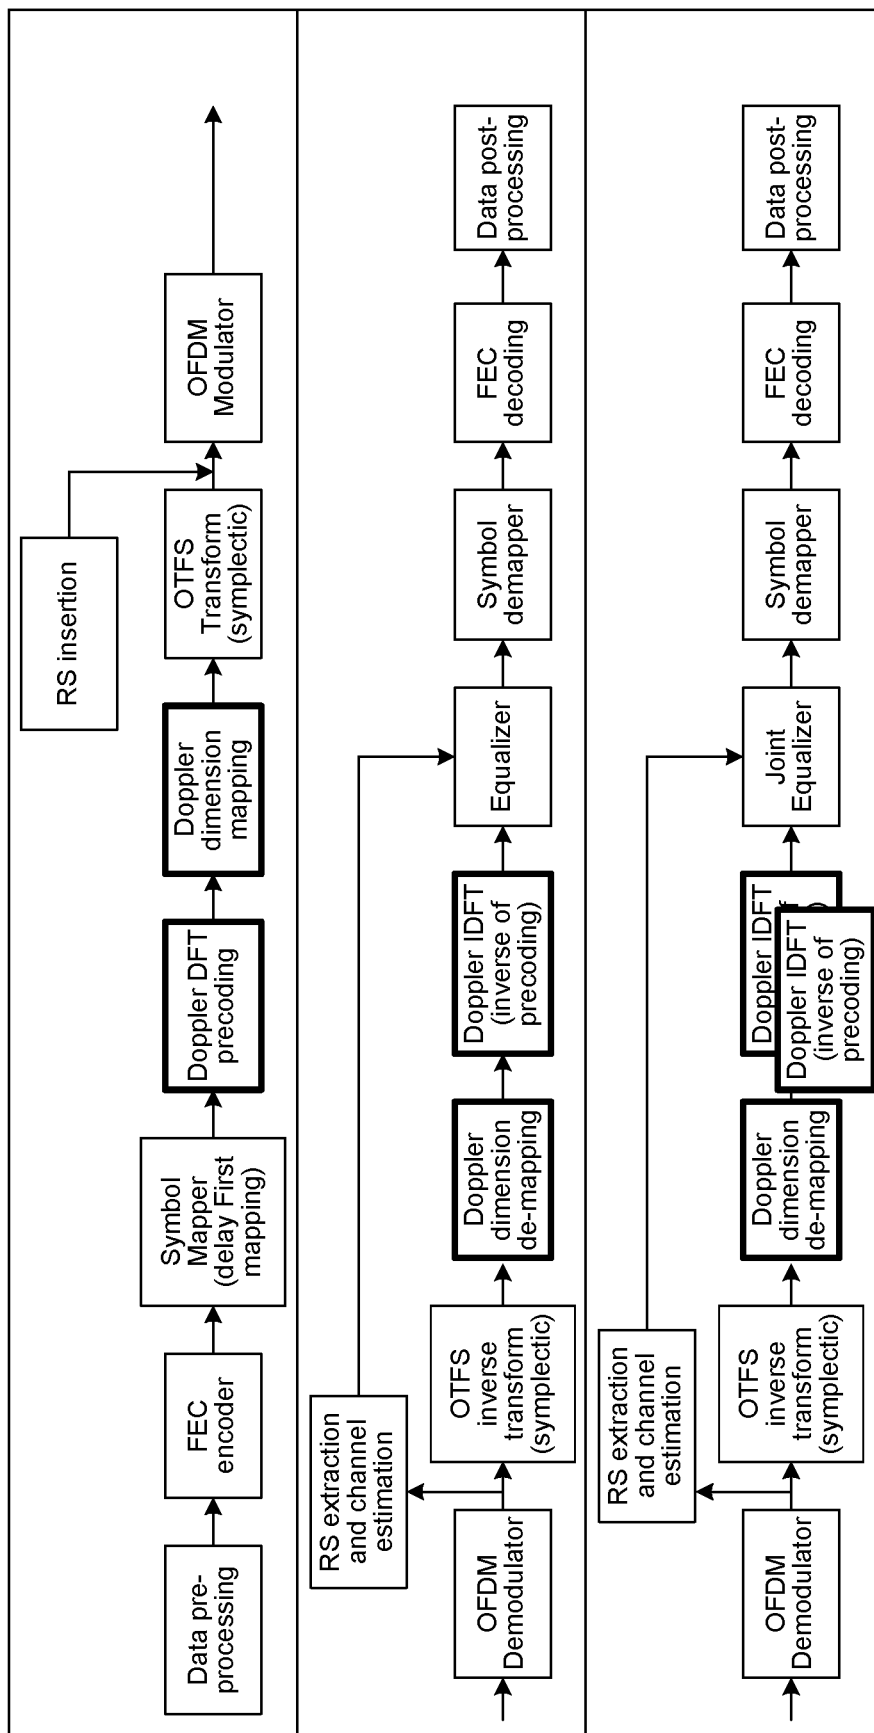 Data pre-
processing
FEC
encoder
Symbol
Mapper
(delay First
mapping)
Doppler DFT
precoding
Doppler
dimension
mapping
OTFS
Transform
(symplectic)
RS insertion
OFDM
Modulator
OFDM
Demodulator
RS extraction
and channel
estimation
OTFS
inverse
transform
(symplectic)
Doppler
dimension
de-mapping
Doppler IDFT
(inverse of
precoding)
Equalizer
Symbol
demapper
FEC
decoding
Data post-
processing
OFDM
Demodulator
RS extraction
and channel
estimation
OTFS
inverse
transform
(symplectic)
Doppler
dimension
de-mapping
Doppler IDFT
Doppler IDFT
(inverse of
precoding)
Joint
Equalizer
Symbol
demapper
FEC
decoding
Data post-
processing